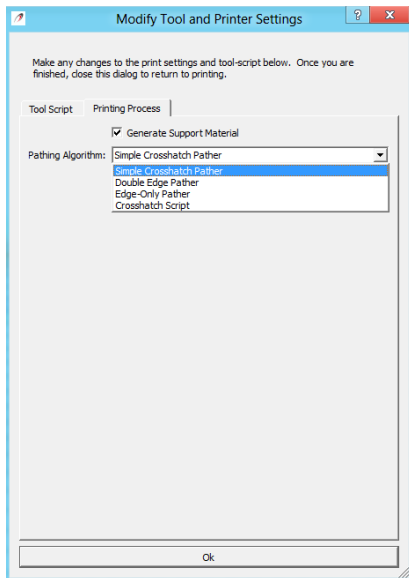 Modify Tool and Printer Settings
? x
Make any changes to the print settings and tool-script below. Once you are
finished, close this dialog to return to printing.
Tool Script Printing Process
Generate Support Material
Pathing Algorithm: Simple Crosshatch Pather
Simple Crosshatch Pather
Double Edge Pather
Edge-Only Pather
Crosshatch Script
Ok